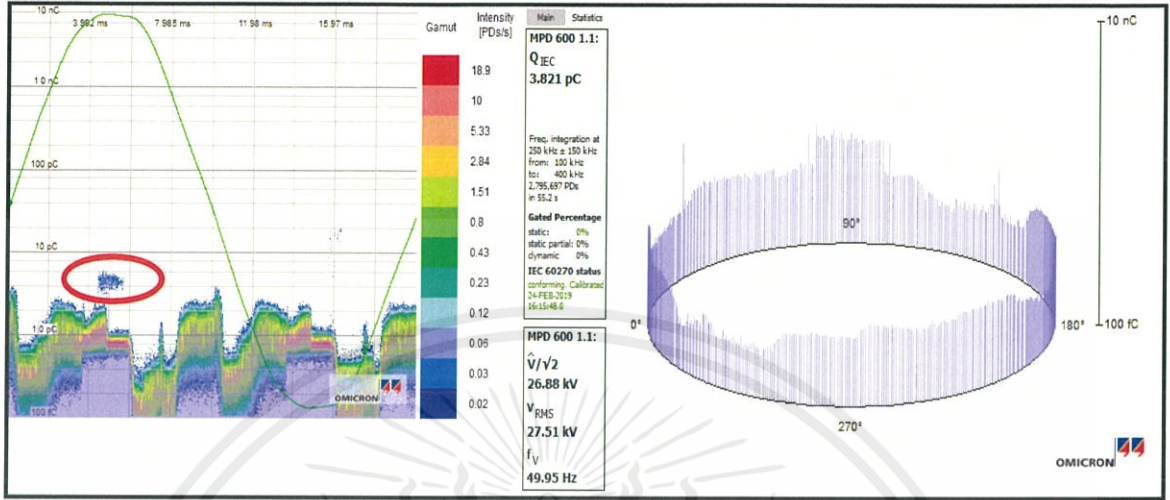 10 nC
3.992 ms 7.985 ms 11.98 ms 15.97 ms
1.0 nC
100 pC
10 pC
1.0 pC
100 fC
OMICRON
Gamut Intensity
[PDs/s]
18.9
10
5.33
2.84
1.51
0.8
0.43
0.23
0.12
0.06
0.03
0.02
Main Statistics
MPD 600 1.1:
QIEC
3.821 pC
Freq. integration at
250 kHz ± 150 kHz
from: 100 kHz
to: 400 kHz
2,795,697 PDs
in 55.2 s
Gated Percentage
static: 0%
static partial: 0%
dynamic 0%
IEC 60270 status
conforming. Calibrated
24-FEB-2019
16:15:48.0
MPD 600 1.1:
V̂/√2
26.88 kV
VRMS
27.51 kV
fV
49.95 Hz
10 nC
90°
0°
180°
100 fC
270°
OMICRON